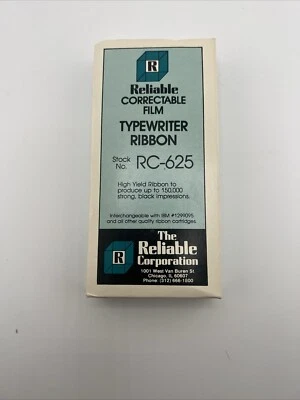 R
Reliable
CORRECTABLE
FILM
TYPEWRITER
RIBBON
Stock No. RC-625
High Yield Ribbon to
produce up to 150,000
strong, black impressions.
Interchangeable with IBM #1299095
and all other quality ribbon cartridges.
R
The
Reliable
Corporation
1001 West Van Buren St.
Chicago, IL 60607
Phone (312) 666-1800